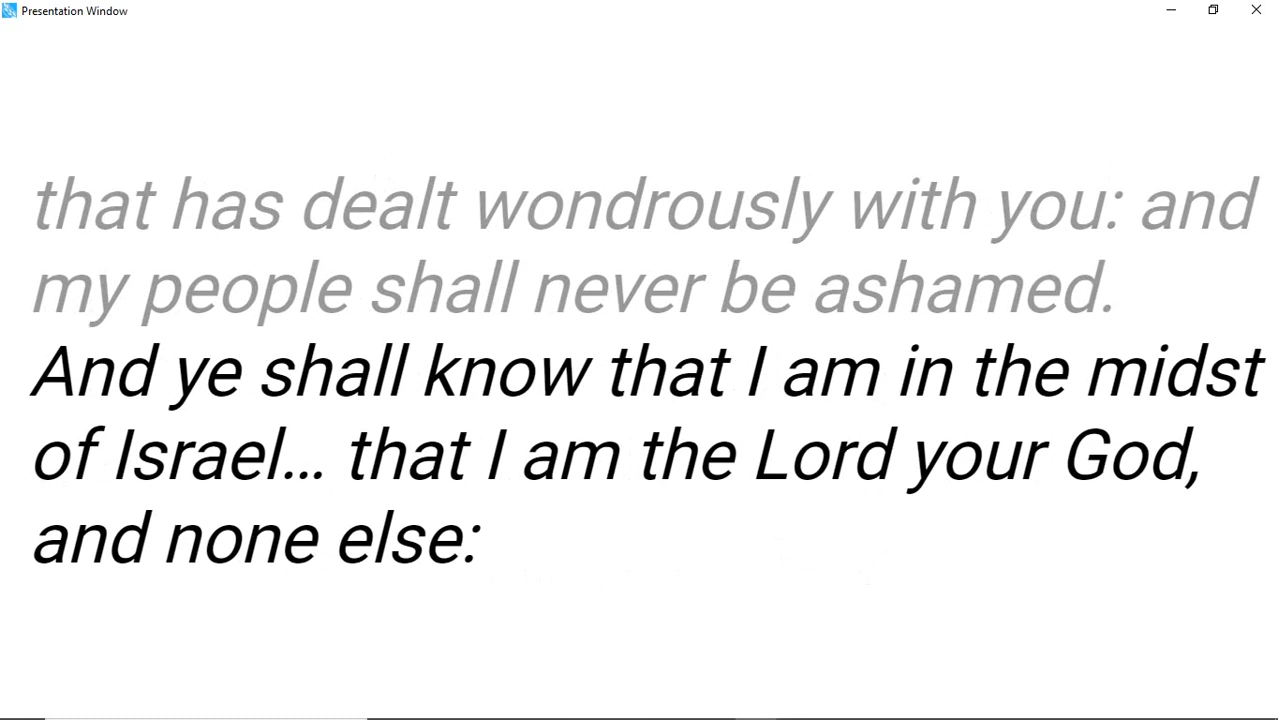 Presentation Window
that has dealt wondrously with you: and
my people shall never be ashamed.
And ye shall know that I am in the midst
of Israel... that I am the Lord your God,
and none else: